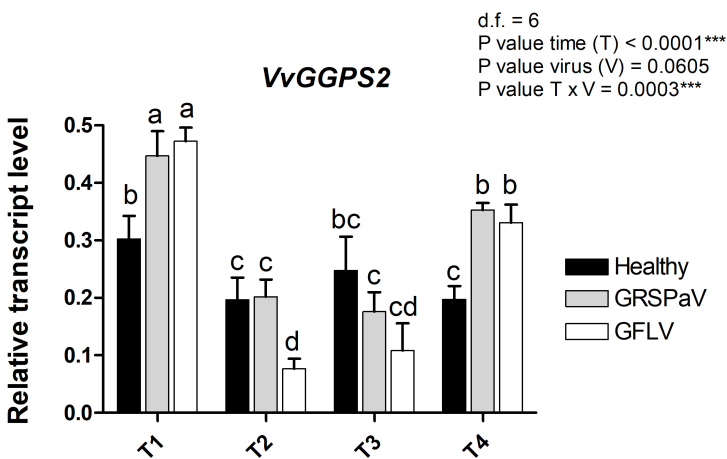 d.f. = 6
P value time (T) < 0.0001***
P value virus (V) = 0.0605
P value T x V = 0.0003***
VvGGPS2
Relative transcript level
0.5
0.4
0.3
0.2
0.1
0.0
b a a
c c d
bc c cd
c b b
T1 T2 T3 T4
Healthy
GRSPaV
GFLV